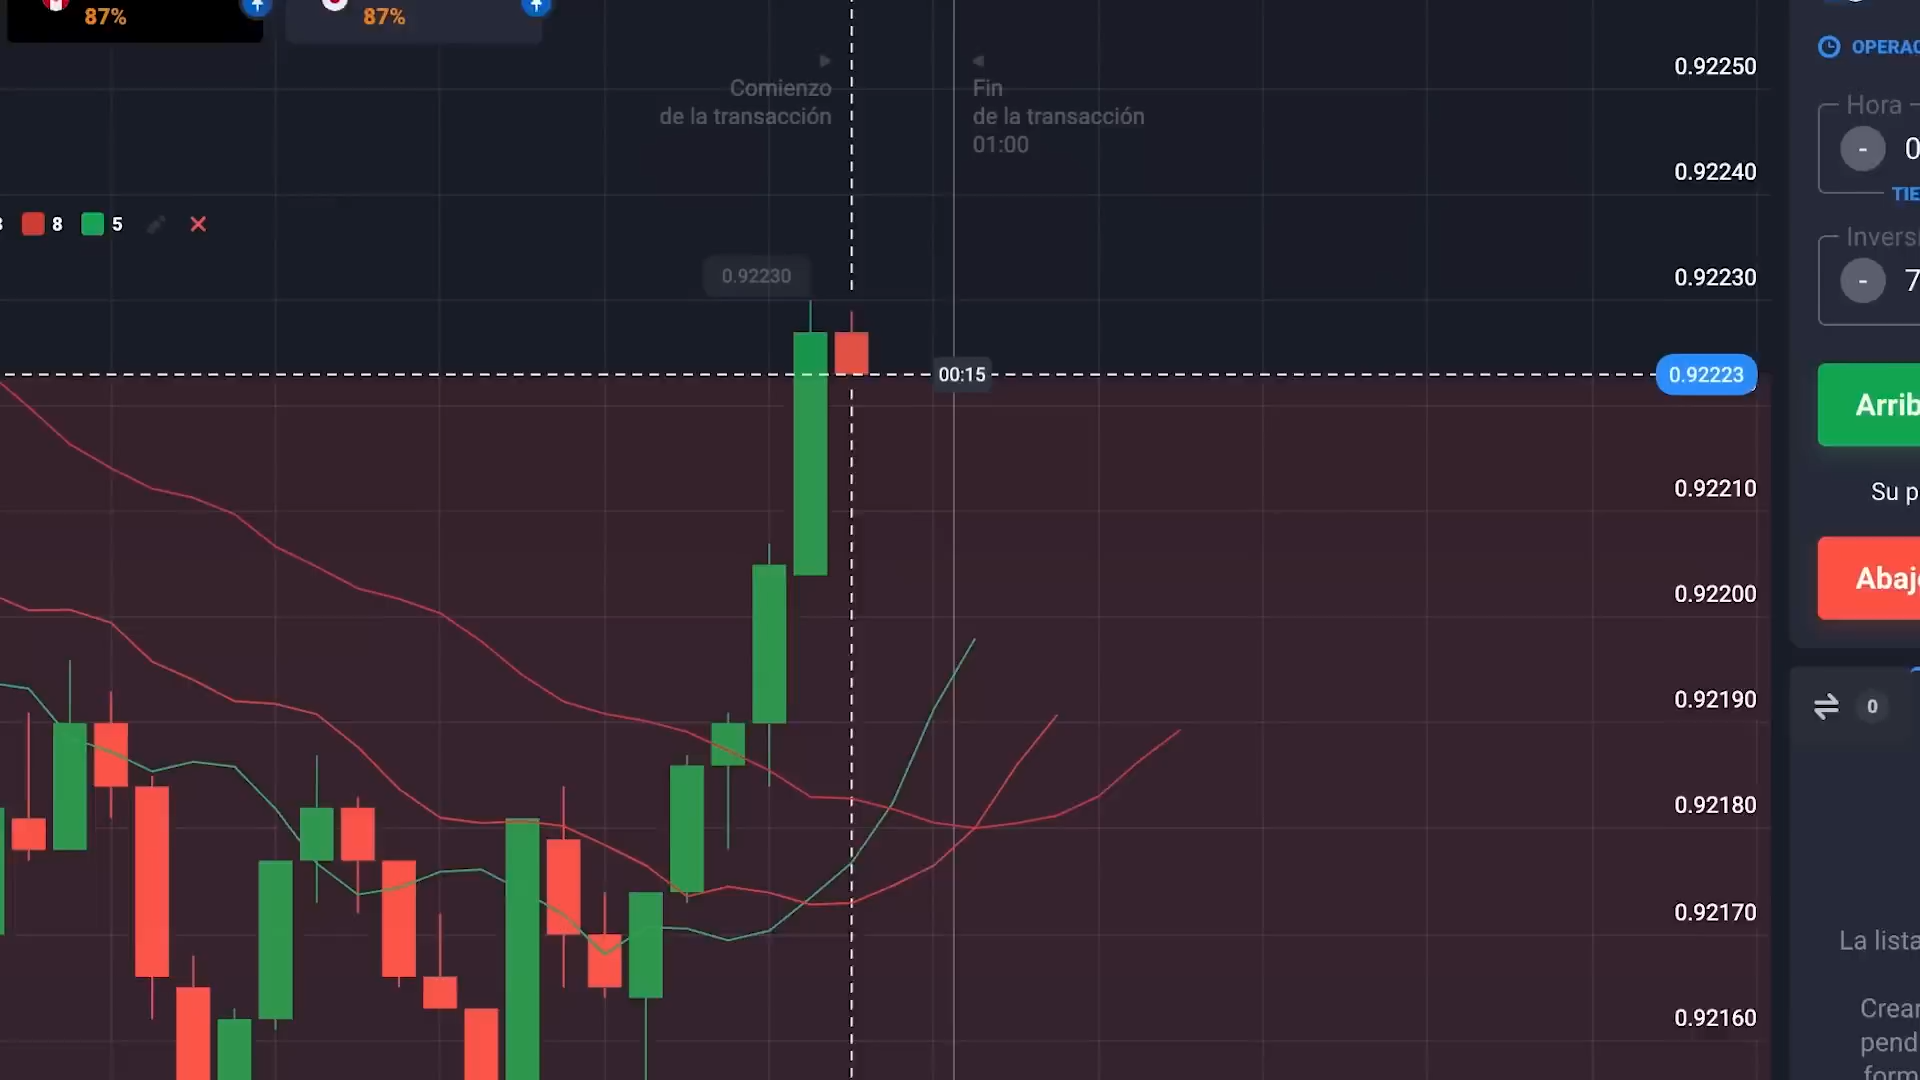 87%
87%
Comienzo
de la transacción
Fin
de la transacción
01:00
8 5
0.92230
00:15
0.92250
0.92240
0.92230
0.92223
0.92210
0.92200
0.92190
0.92180
0.92170
0.92160
OPERAC
Hora
- 0
TIE
Invers
- 7
Arrib
Su p
Abaj
0
La lista
Crear
pend
form